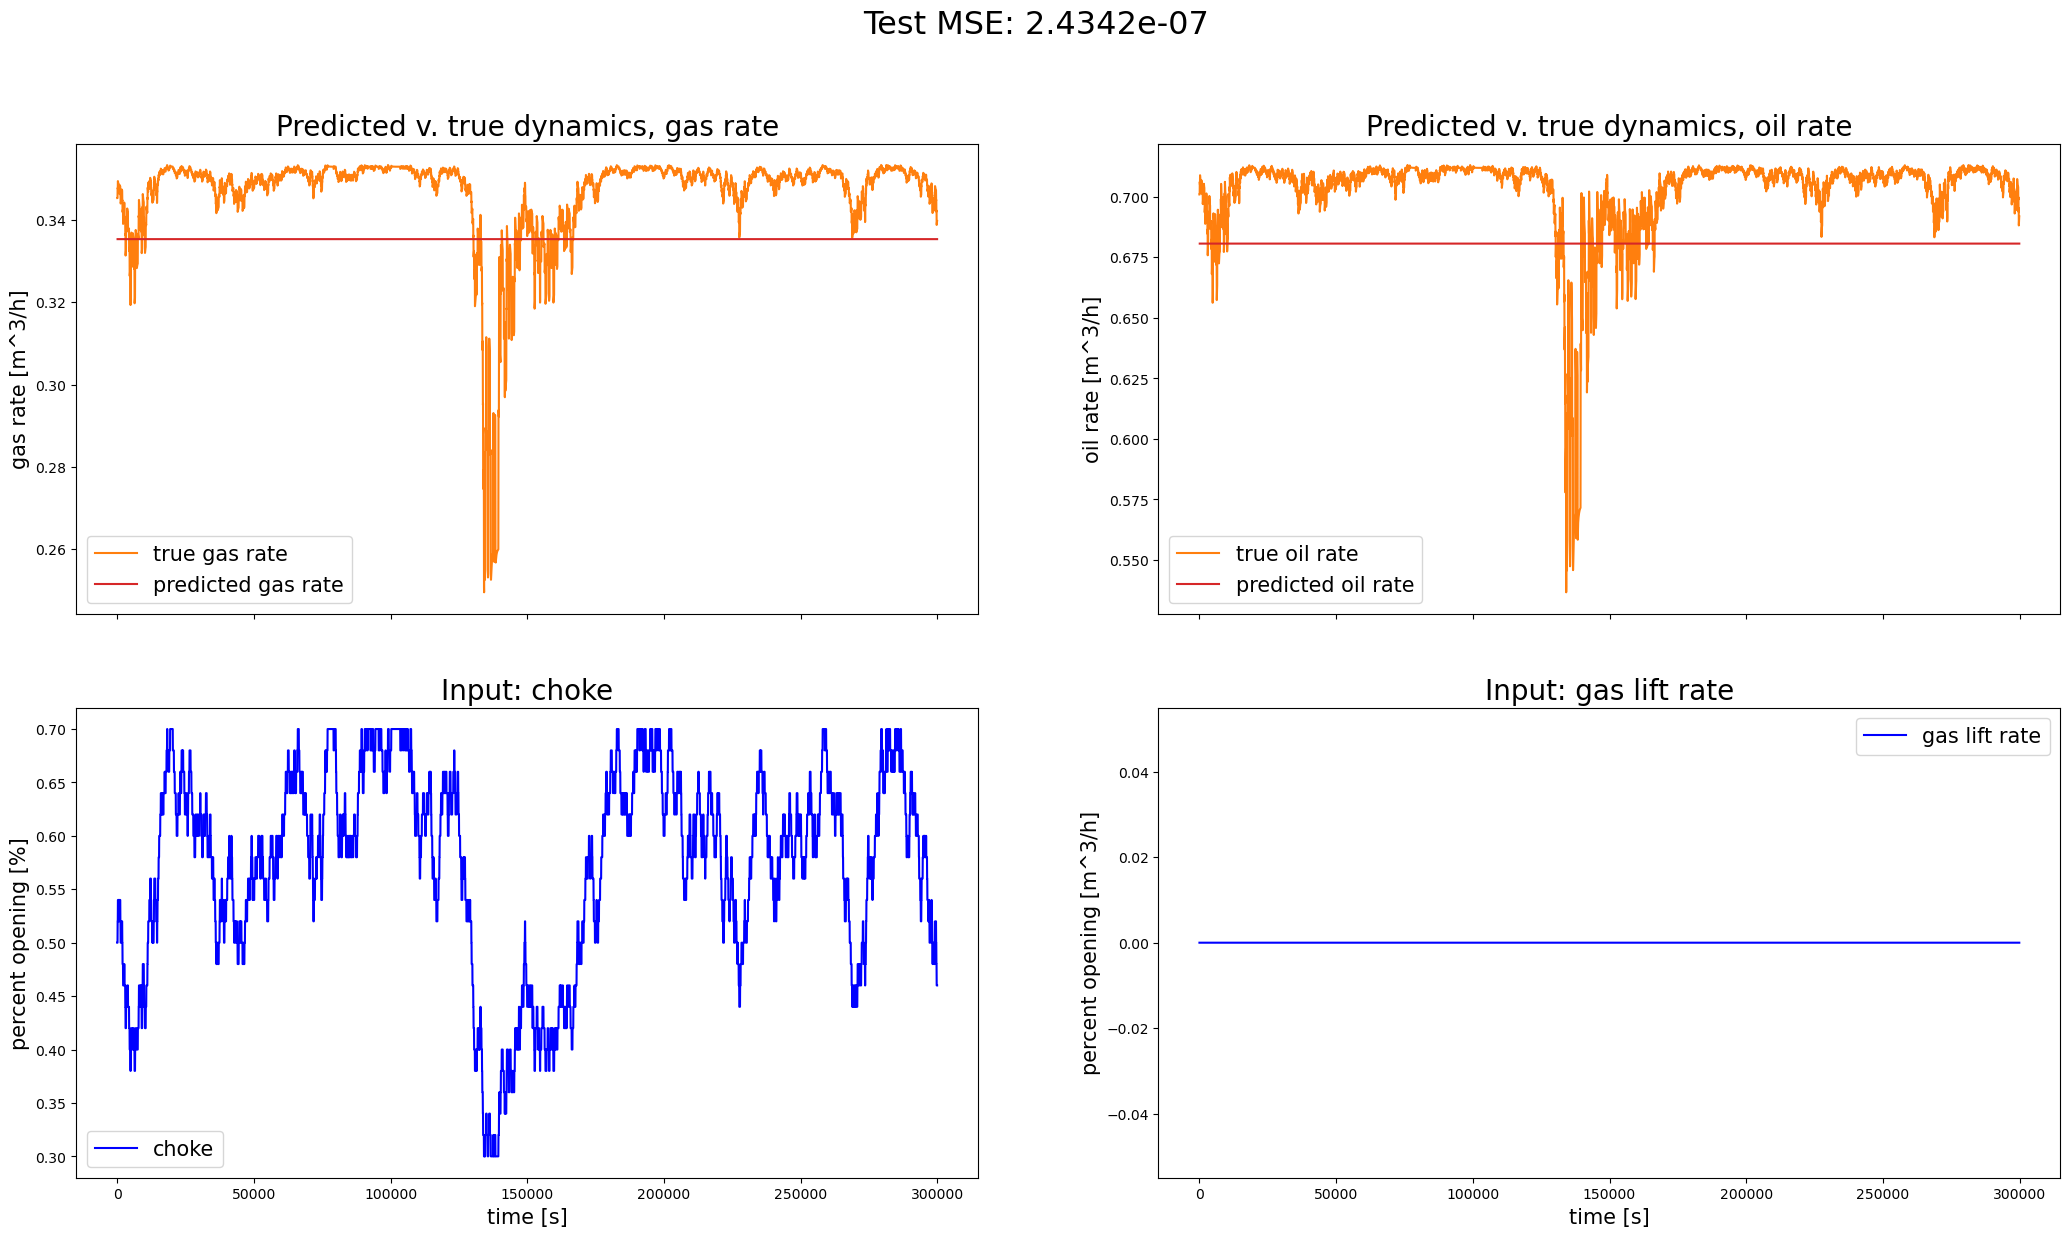 Test MSE: 2.4342e-07
Predicted v. true dynamics, gas rate
gas rate [m^3/h]
0.34
0.32
0.30
0.28
0.26
true gas rate
predicted gas rate
Predicted v. true dynamics, oil rate
oil rate [m^3/h]
0.700
0.675
0.650
0.625
0.600
0.575
0.550
true oil rate
predicted oil rate
Input: choke
percent opening [%]
0.70
0.65
0.60
0.55
0.50
0.45
0.40
0.35
0.30
choke
0 50000 100000 150000 200000 250000 300000
time [s]
Input: gas lift rate
percent opening [m^3/h]
gas lift rate
0.04
0.02
0.00
−0.02
−0.04
0 50000 100000 150000 200000 250000 300000
time [s]